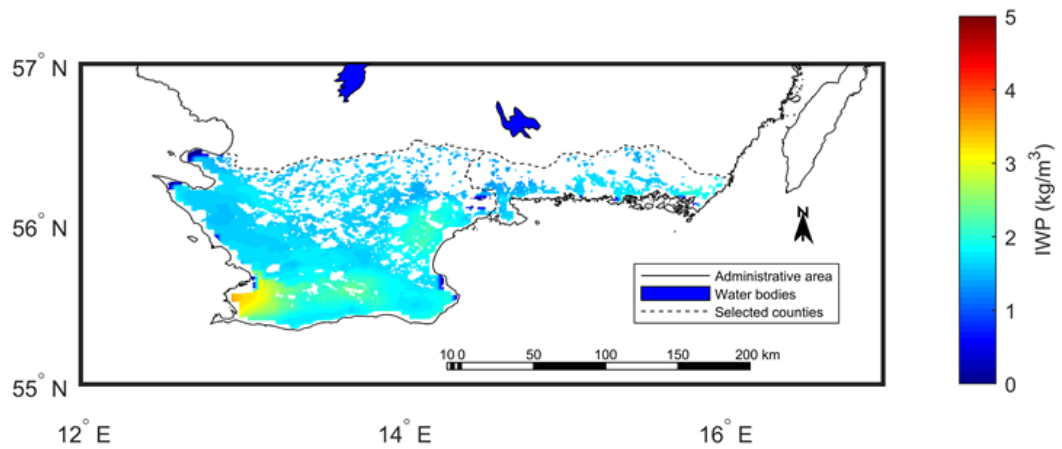 57° N
56° N
55° N
12° E
14° E
16° E
N
Administrative area
Water bodies
Selected counties
10 0 50 100 150 200 km
5
4
3
2
1
0
IWP (kg/m³)